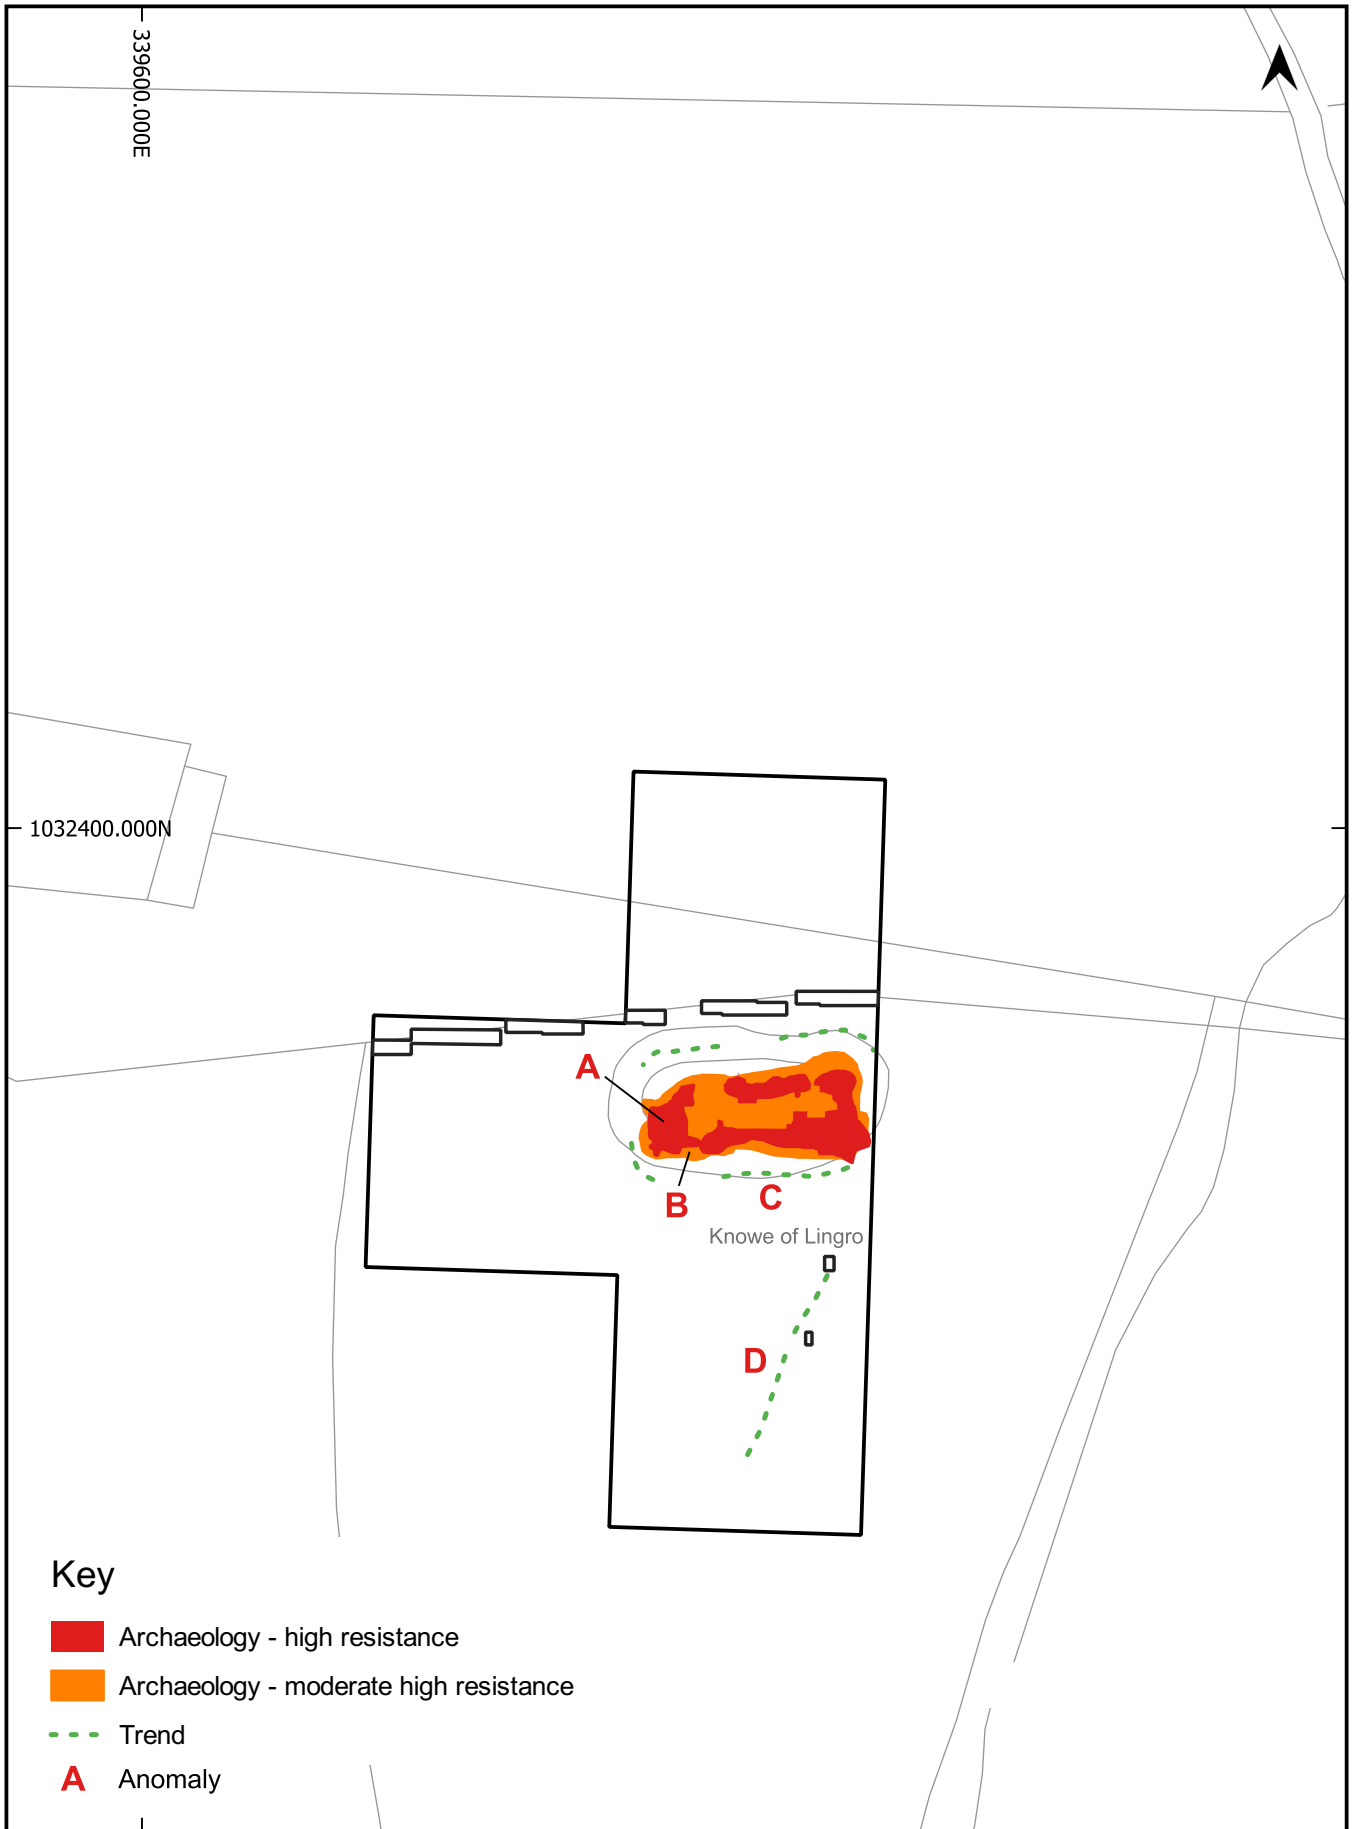 339600.000E
1032400.000N
A
B
C
Knowe of Lingro
D
Key
Archaeology - high resistance
Archaeology - moderate high resistance
Trend
A Anomaly